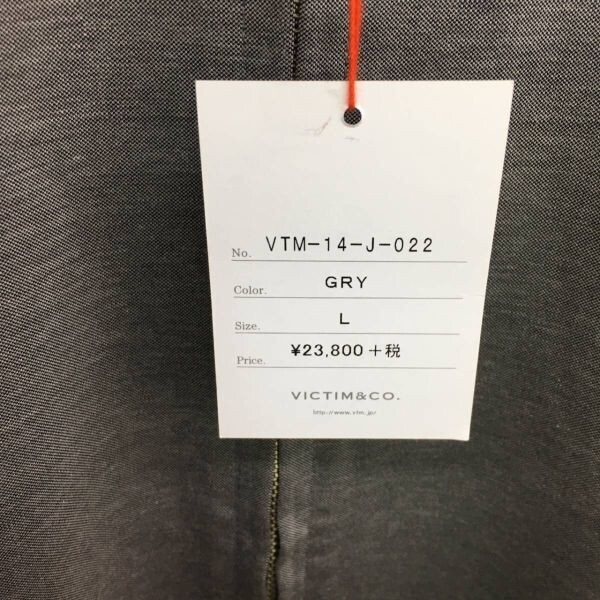 No. VTM-14-J-022
Color. GRY
Size. L
Price. ¥23,800+税
VICTIM&CO.
http://www.vtm.jp/